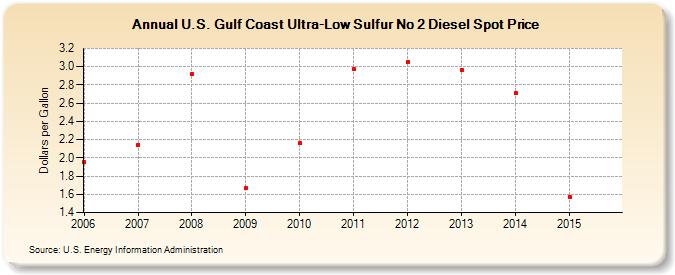 Annual U.S. Gulf Coast Ultra-Low Sulfur No 2 Diesel Spot Price
Dollars per Gallon
3.2
3.0
2.8
2.6
2.4
2.2
2.0
1.8
1.6
1.4
2006 2007 2008 2009 2010 2011 2012 2013 2014 2015
Source: U.S. Energy Information Administration